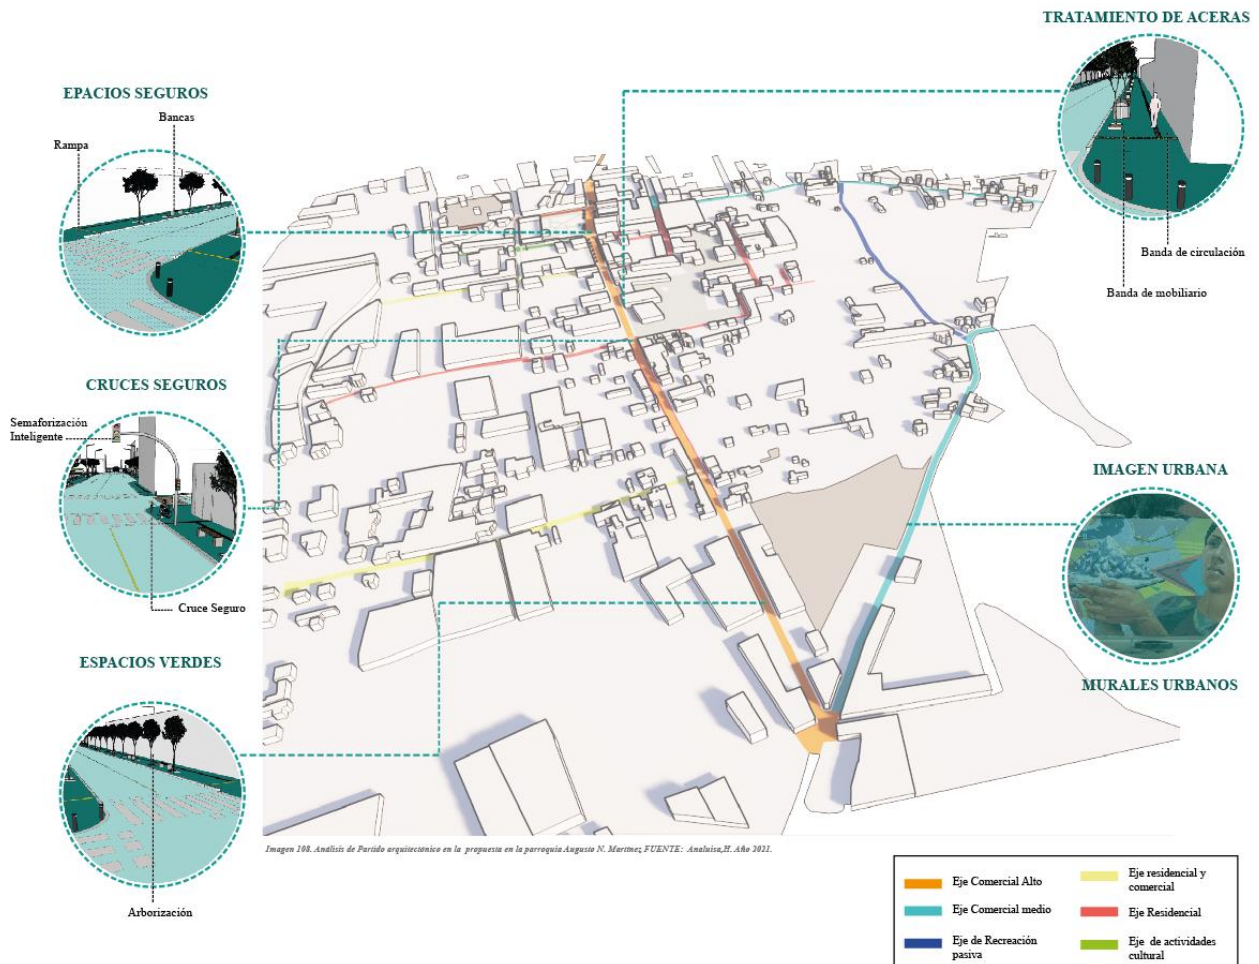 TRATAMIENTO DE ACERAS
EPACIOS SEGUROS
Bancas
Rampa
Banda de circulación
Banda de mobiliario
CRUCES SEGUROS
Semaforización
Inteligente
Cruce Seguro
IMAGEN URBANA
MURALES URBANOS
ESPACIOS VERDES
Arborización
Imagen 108. Análisis de Partido arquitectónico en la propuesta en la parroquia Augusto N. Martínez, FUENTE: Analuisa,H. Año 2021.
Eje Comercial Alto
Eje Comercial medio
Eje de Recreación
pasiva
Eje residencial y
comercial
Eje Residencial
Eje de actividades
cultural